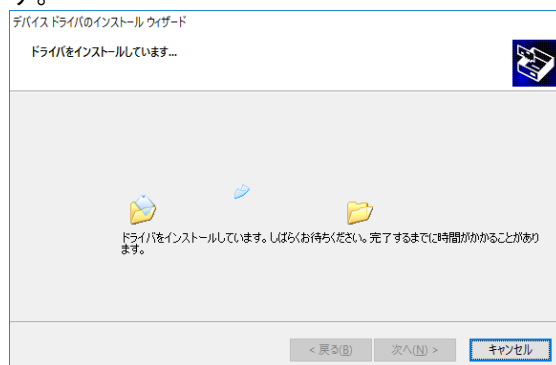 す。
デバイス ドライバのインストール ウィザード
ドライバをインストールしています...
ドライバをインストールしています。しばらくお待ちください。完了するまでに時間がかかることがあり
ます。
< 戻る(B)
次へ(N) >
キャンセル